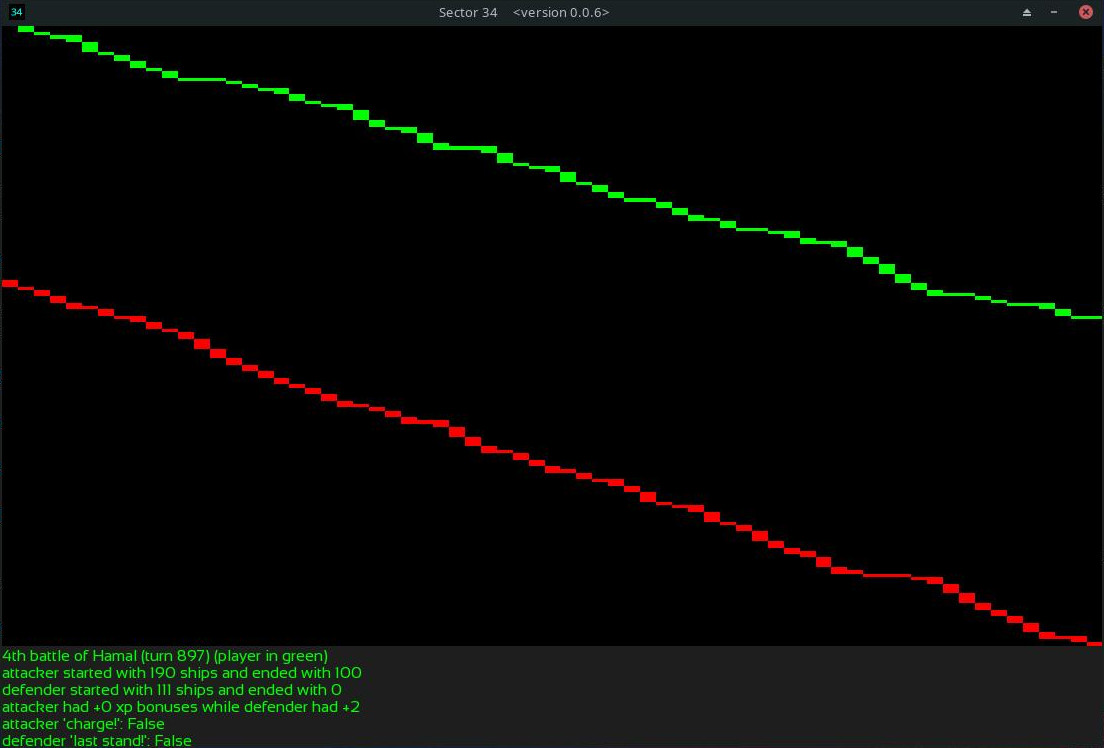 34
Sector 34 <version 0.0.6>
4th battle of Hamal (turn 897) (player in green)
attacker started with 190 ships and ended with 100
defender started with 111 ships and ended with 0
attacker had +0 xp bonuses while defender had +2
attacker 'charge!': False
defender 'last stand!': False